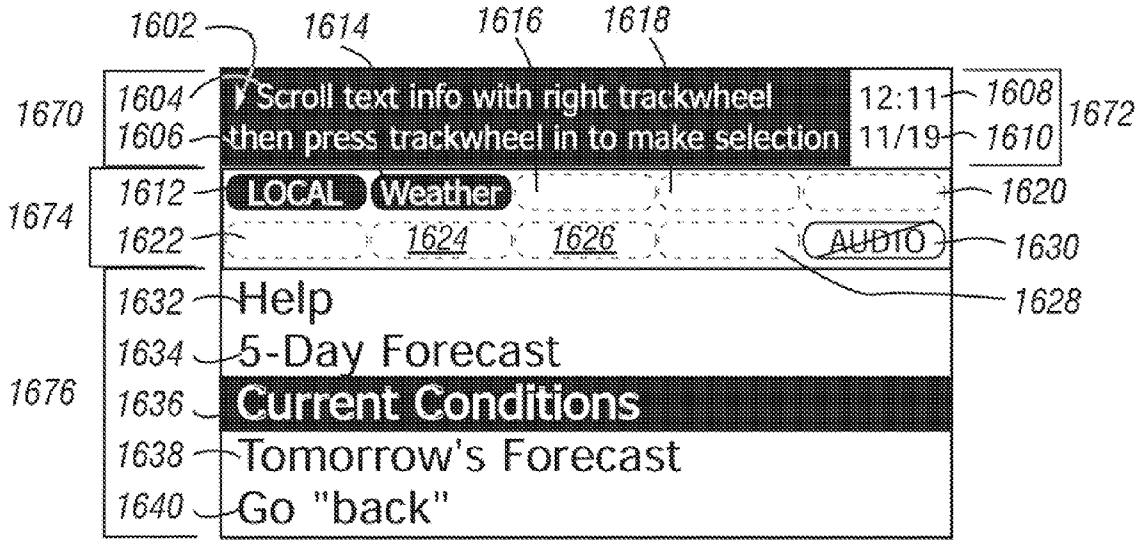 1602 1614 1616 1618
1670 1604 Scroll text info with right trackwheel 12:11 1608 1672
1606 then press trackwheel in to make selection 11/19 1610
1674 1612 LOCAL Weather 1620
1622 1624 1626 AUDIO 1630
1632 Help 1628
1634 5-Day Forecast
1676 1636 Current Conditions
1638 Tomorrow's Forecast
1640 Go "back"